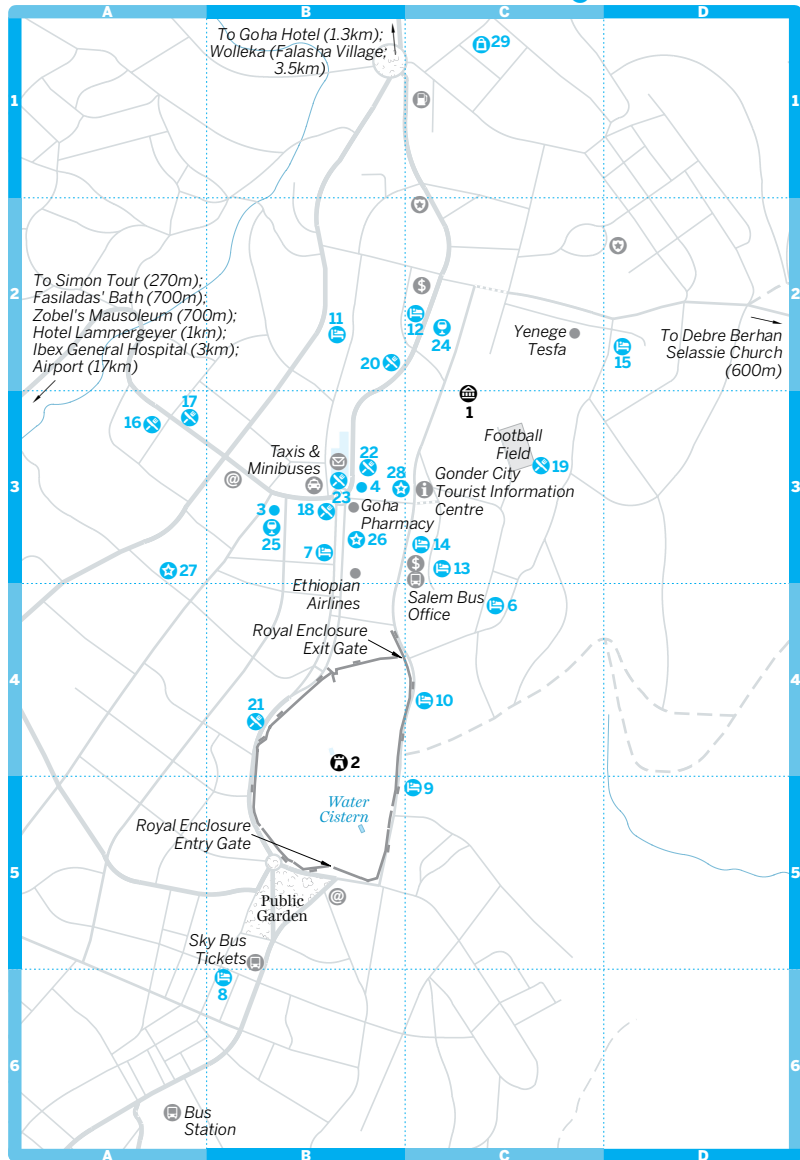 A
B
C
D
To Goha Hotel (1.3km);
Wolleka (Falasha Village;
3.5km)
29
1
1
To Simon Tour (270m);
Fasiladas' Bath (700m);
Zobel's Mausoleum (700m);
Hotel Lammergeyer (1km);
Ibex General Hospital (3km);
Airport (17km)
2
2
$
11
12
24
20
Yenege
Tesfa
15
To Debre Berhan
Selassie Church
(600m)
1
16
17
Football
Field
19
Taxis &
Minibuses
22
28
4
23
Gonder City
Tourist Information
Centre
3
3
@
3
18
25
Goha
Pharmacy
26
7
14
$
13
27
Ethiopian
Airlines
Salem Bus
Office
6
Royal Enclosure
Exit Gate
4
4
21
10
2
9
Water
Cistern
Royal Enclosure
Entry Gate
5
5
@
Public
Garden
Sky Bus
Tickets
8
6
6
Bus
Station
A
B
C
D